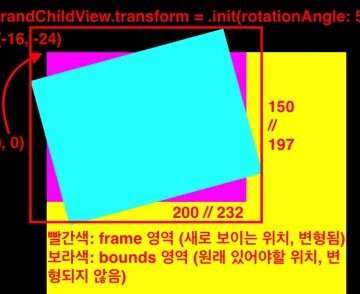 randChildView.transform = .init(rotationAngle: 5
(-16, -24)
, 0)
150
//
197
200 // 232
빨간색: frame 영역 (새로 보이는 위치, 변형됨)
보라색: bounds 영역 (원래 있어야할 위치, 변
형되지 않음)